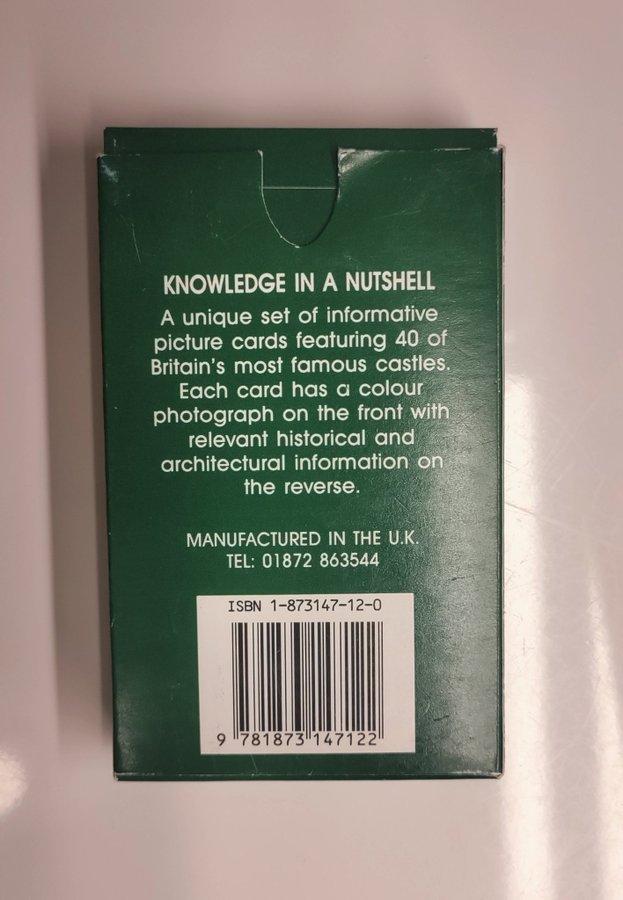 KNOWLEDGE IN A NUTSHELL
A unique set of informative
picture cards featuring 40 of
Britain's most famous castles.
Each card has a colour
photograph on the front with
relevant historical and
architectural information on
the reverse.
MANUFACTURED IN THE U.K.
TEL: 01872 863544
ISBN 1-873147-12-0
9 781873 147122